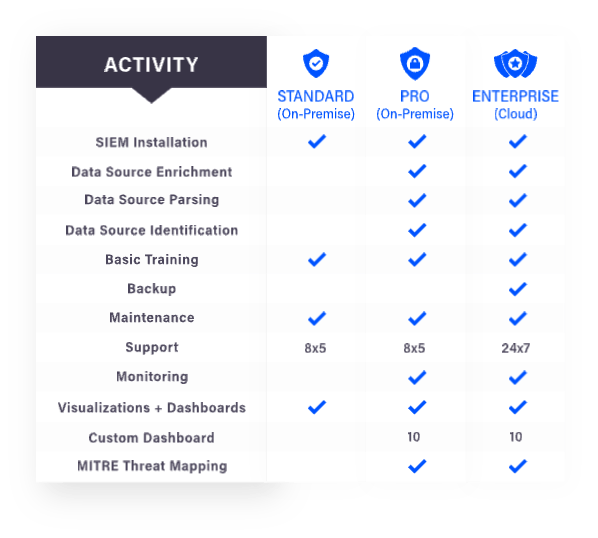 ACTIVITY
STANDARD PRO ENTERPRISE
(On-Premise) (On-Premise) (Cloud)
SIEM Installation
Data Source Enrichment
Data Source Parsing
Data Source Identification
Basic Training
Backup
Maintenance
Support 8x5 8x5 24x7
Monitoring
Visualizations + Dashboards
Custom Dashboard 10 10
MITRE Threat Mapping